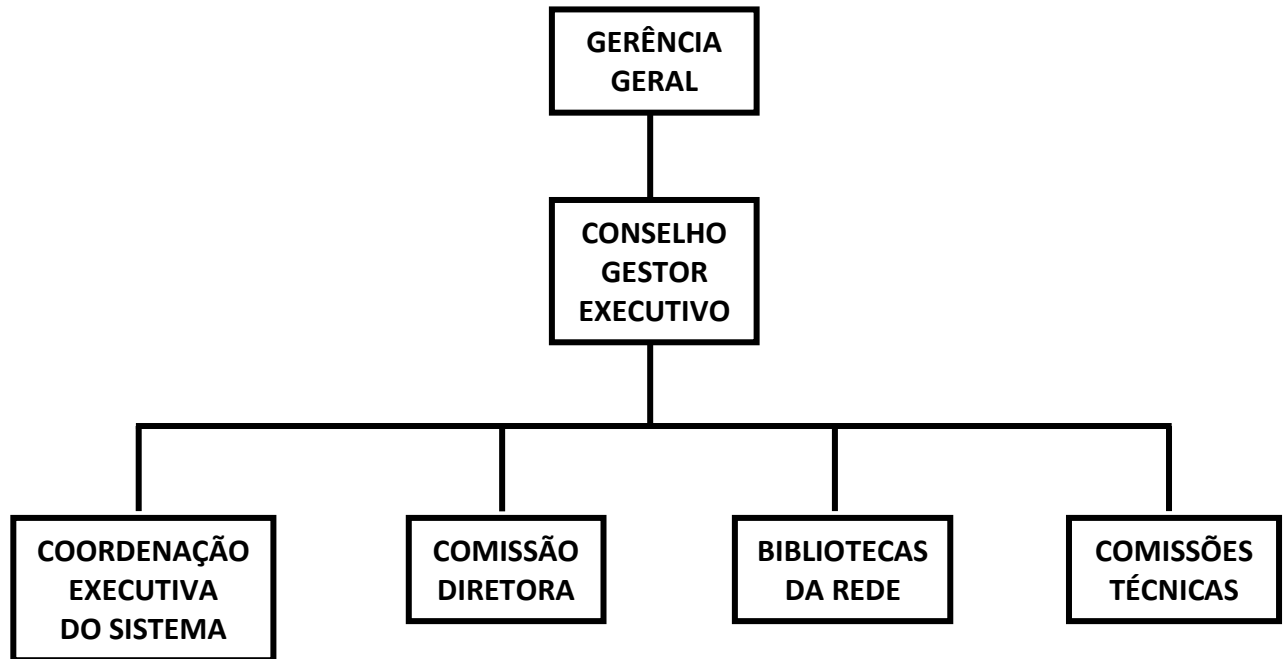 GERÊNCIA
GERAL
CONSELHO
GESTOR
EXECUTIVO
COORDENAÇÃO
EXECUTIVA
DO SISTEMA
COMISSÃO
DIRETORA
BIBLIOTECAS
DA REDE
COMISSÕES
TÉCNICAS